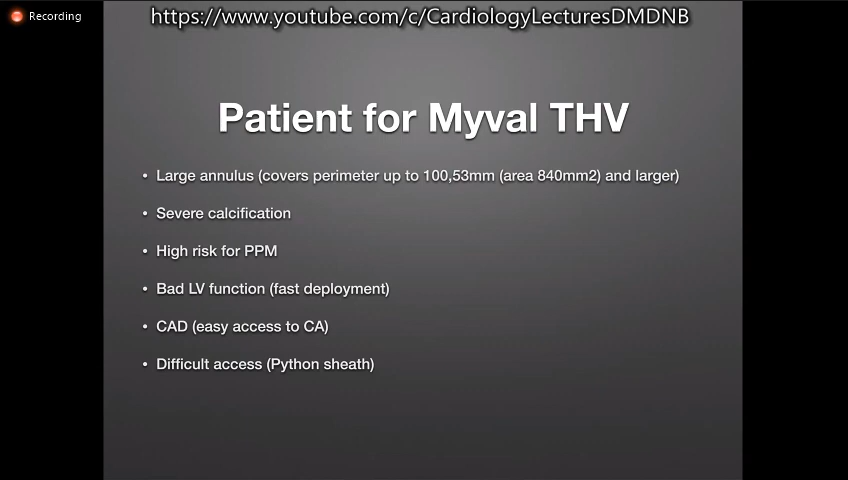 Recording
https://www.youtube.com/c/CardiologyLecturesDMDNB
Patient for Myval THV
• Large annulus (covers perimeter up to 100,53mm (area 840mm2) and larger)
• Severe calcification
• High risk for PPM
• Bad LV function (fast deployment)
• CAD (easy access to CA)
• Difficult access (Python sheath)